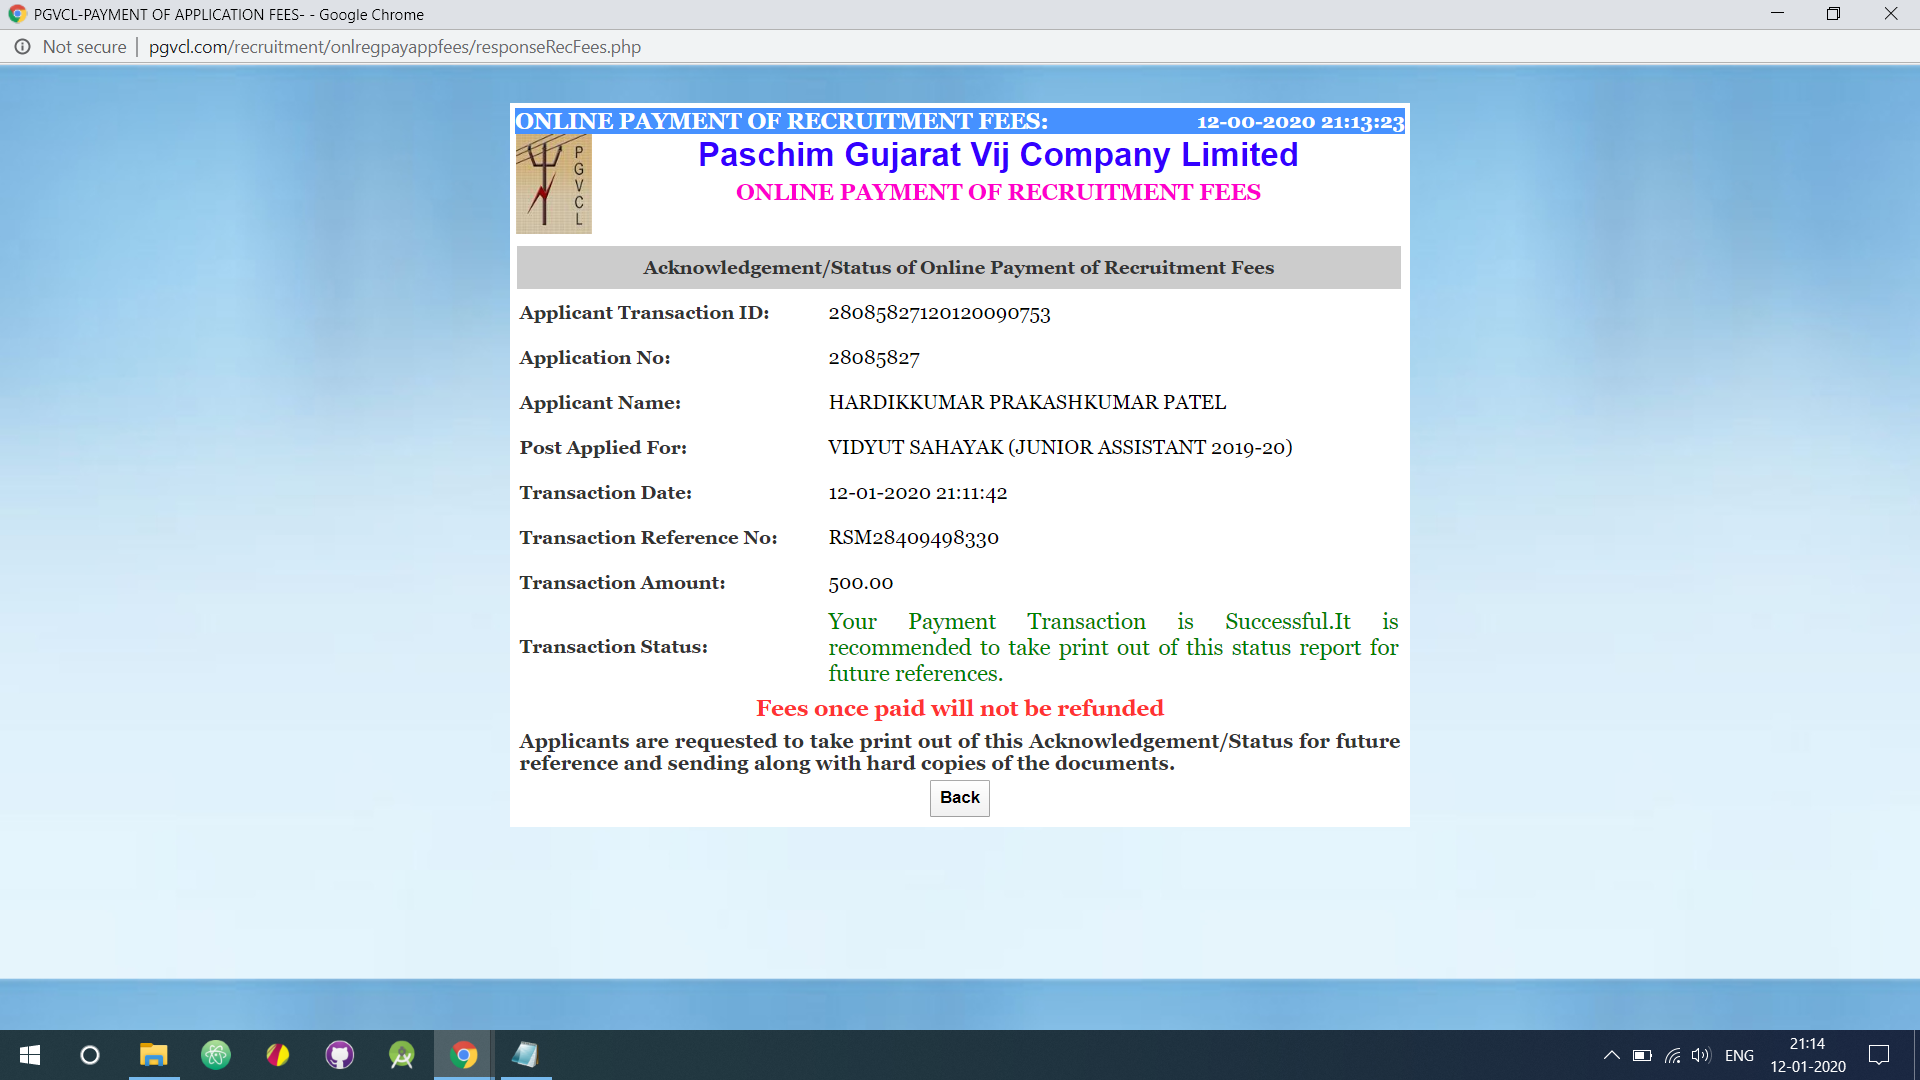 PGVCL-PAYMENT OF APPLICATION FEES- - Google Chrome
Not secure | pgvcl.com/recruitment/onlregpayappfees/responseRecFees.php
ONLINE PAYMENT OF RECRUITMENT FEES: 12-00-2020 21:13:23
PGVCL
Paschim Gujarat Vij Company Limited
ONLINE PAYMENT OF RECRUITMENT FEES
Acknowledgement/Status of Online Payment of Recruitment Fees
Applicant Transaction ID: 28085827120120090753
Application No: 28085827
Applicant Name: HARDIKKUMAR PRAKASHKUMAR PATEL
Post Applied For: VIDYUT SAHAYAK (JUNIOR ASSISTANT 2019-20)
Transaction Date: 12-01-2020 21:11:42
Transaction Reference No: RSM28409498330
Transaction Amount: 500.00
Transaction Status: Your Payment Transaction is Successful.It is
recommended to take print out of this status report for
future references.
Fees once paid will not be refunded
Applicants are requested to take print out of this Acknowledgement/Status for future
reference and sending along with hard copies of the documents.
Back
ENG
21:14
12-01-2020